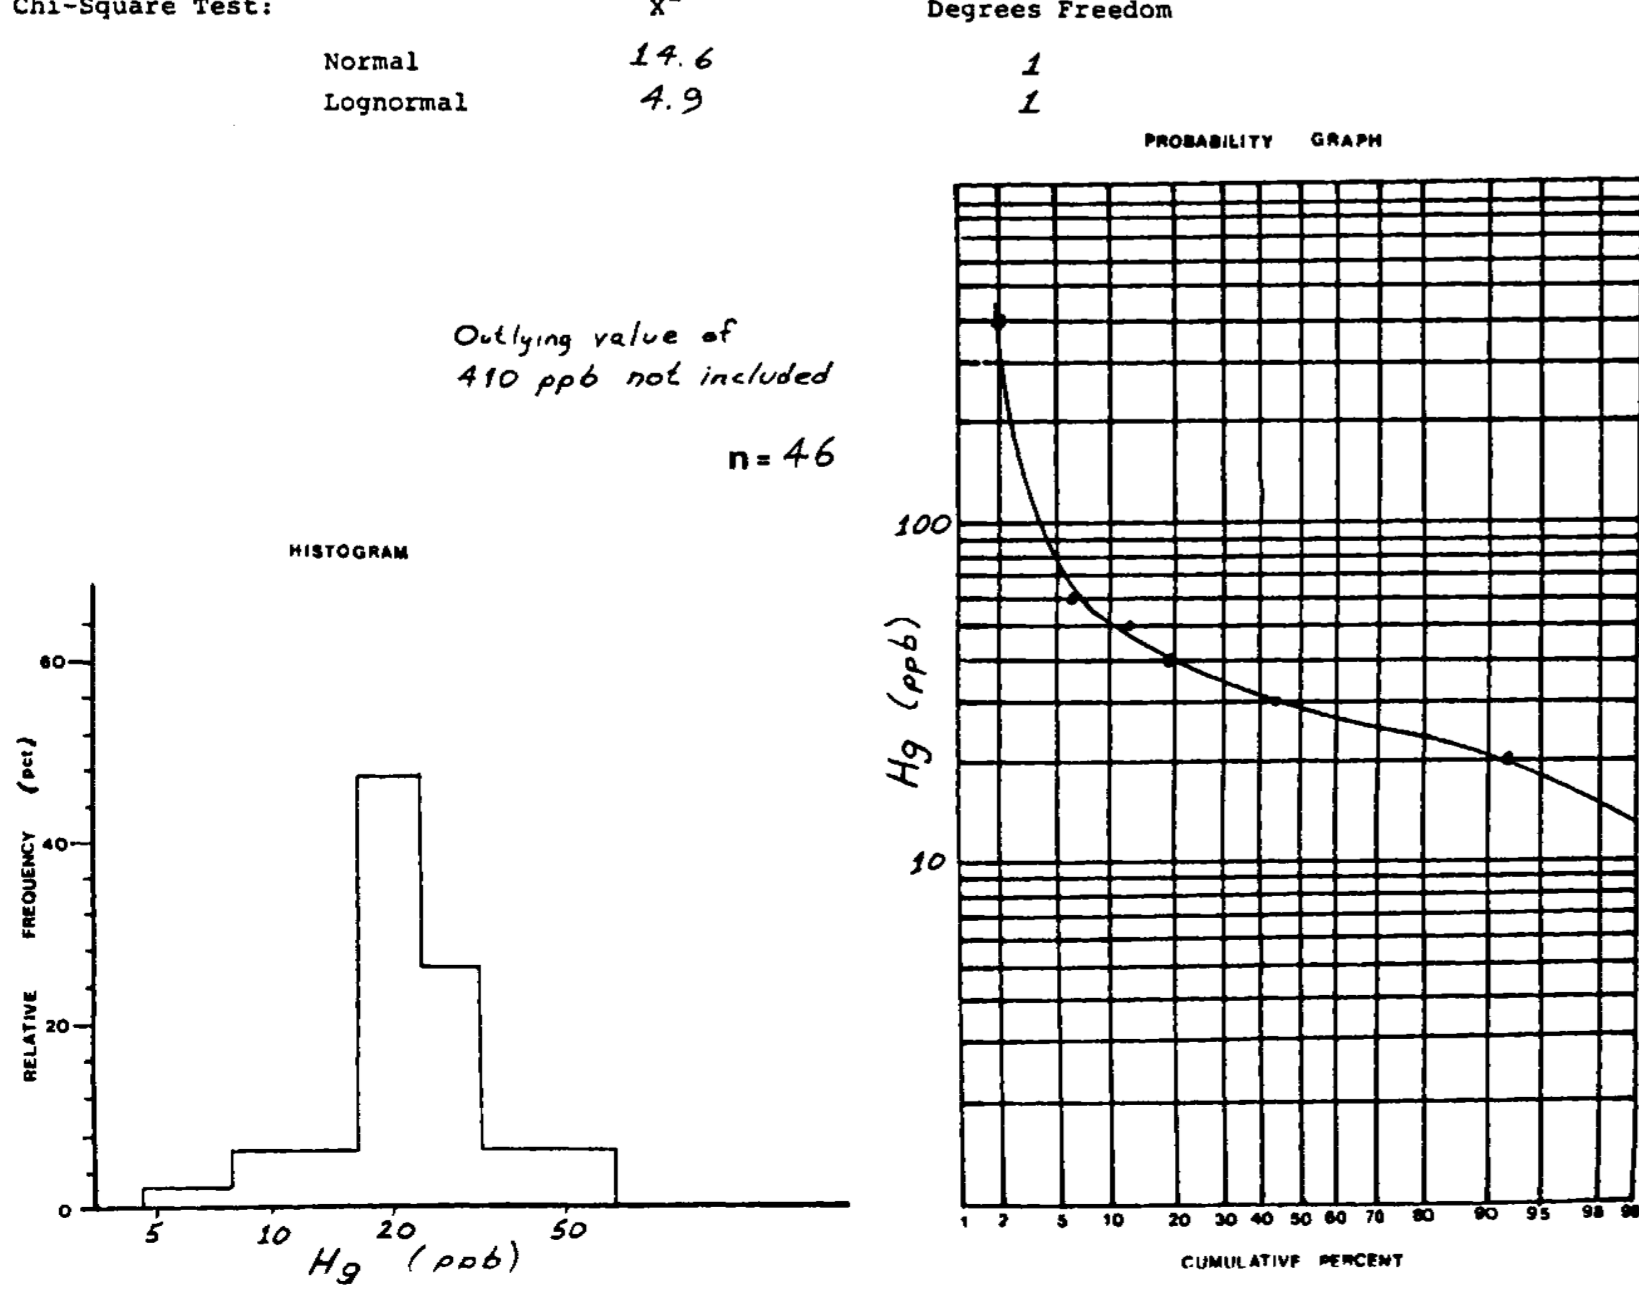 Chi-Square Test: X² Degrees Freedom
Normal 14.6 1
Lognormal 4.9 1
PROBABILITY GRAPH
Outlying value of
410 ppb not included
n = 46
HISTOGRAM
RELATIVE FREQUENCY (pct)
60
40
20
0
5 10 20 50
Hg (ppb)
Hg (ppb)
100
10
1 2 5 10 20 30 40 50 60 70 80 90 95 98
CUMULATIVE PERCENT